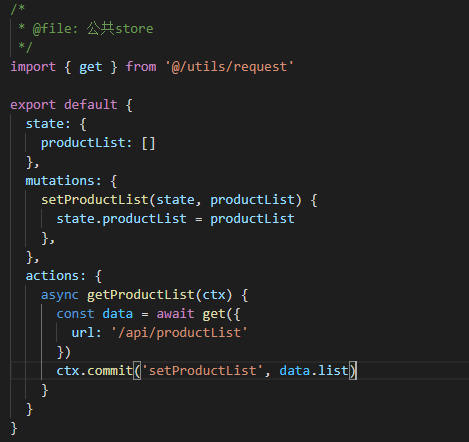 /*
 * @file: 公共store
 */
import { get } from '@/utils/request'

export default {
  state: {
    productList: []
  },
  mutations: {
    setProductList(state, productList) {
      state.productList = productList
    },
  },
  actions: {
    async getProductList(ctx) {
      const data = await get({
        url: '/api/productList'
      })
      ctx.commit('setProductList', data.list)
    }
  }
}